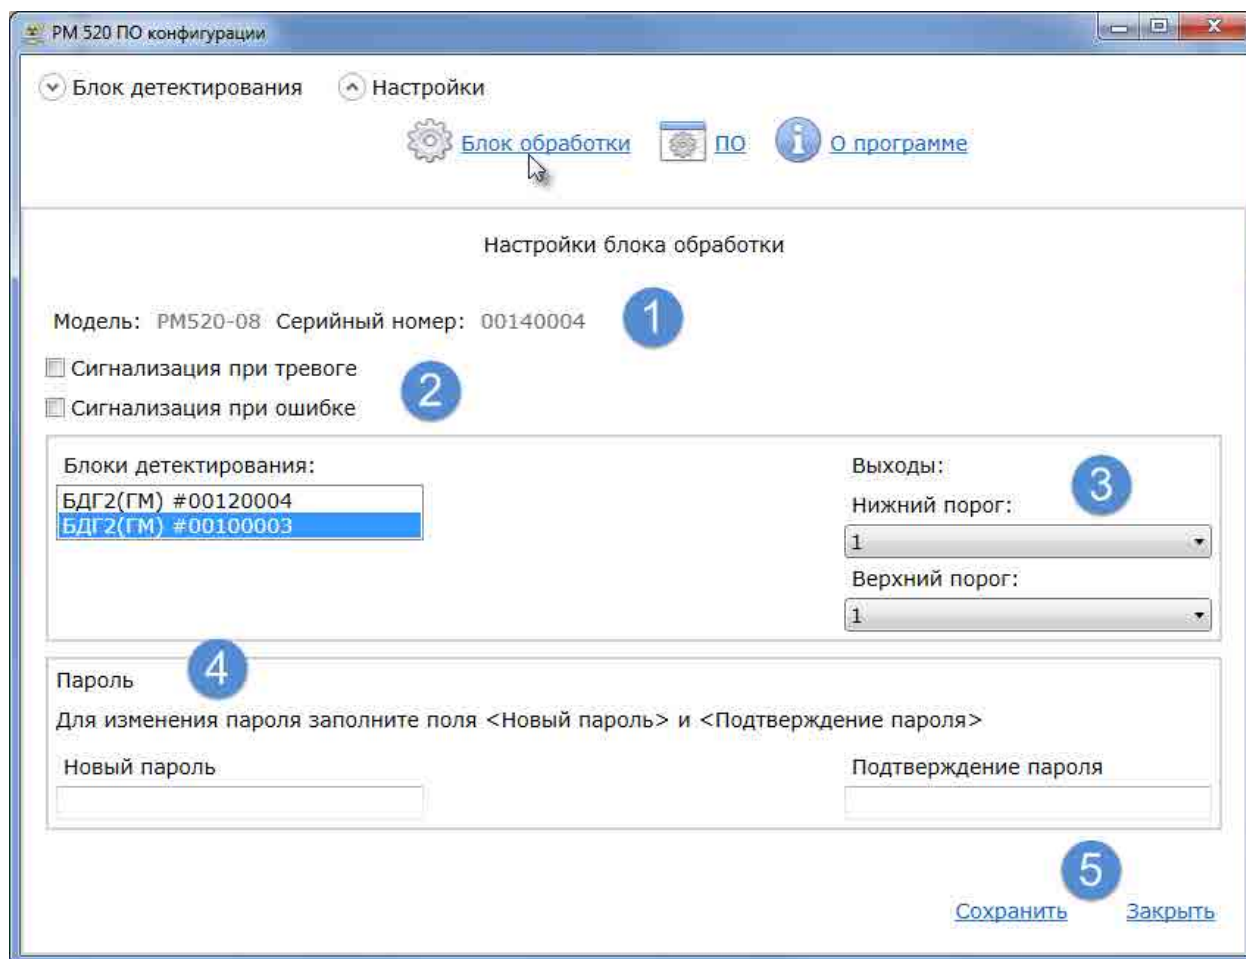 РМ 520 ПО конфигурации
Блок детектирования Настройки
Блок обработки ПО О программе
Настройки блока обработки
Модель: РМ520-08 Серийный номер: 00140004 1
Сигнализация при тревоге
2
Сигнализация при ошибке
Блоки детектирования: Выходы:
3
БДГ2(ГМ) #00120004 Нижний порог:
БДГ2(ГМ) #00100003
1
Верхний порог:
1
4
Пароль
Для изменения пароля заполните поля <Новый пароль> и <Подтверждение пароля>
Новый пароль Подтверждение пароля
5
Сохранить Закрыть